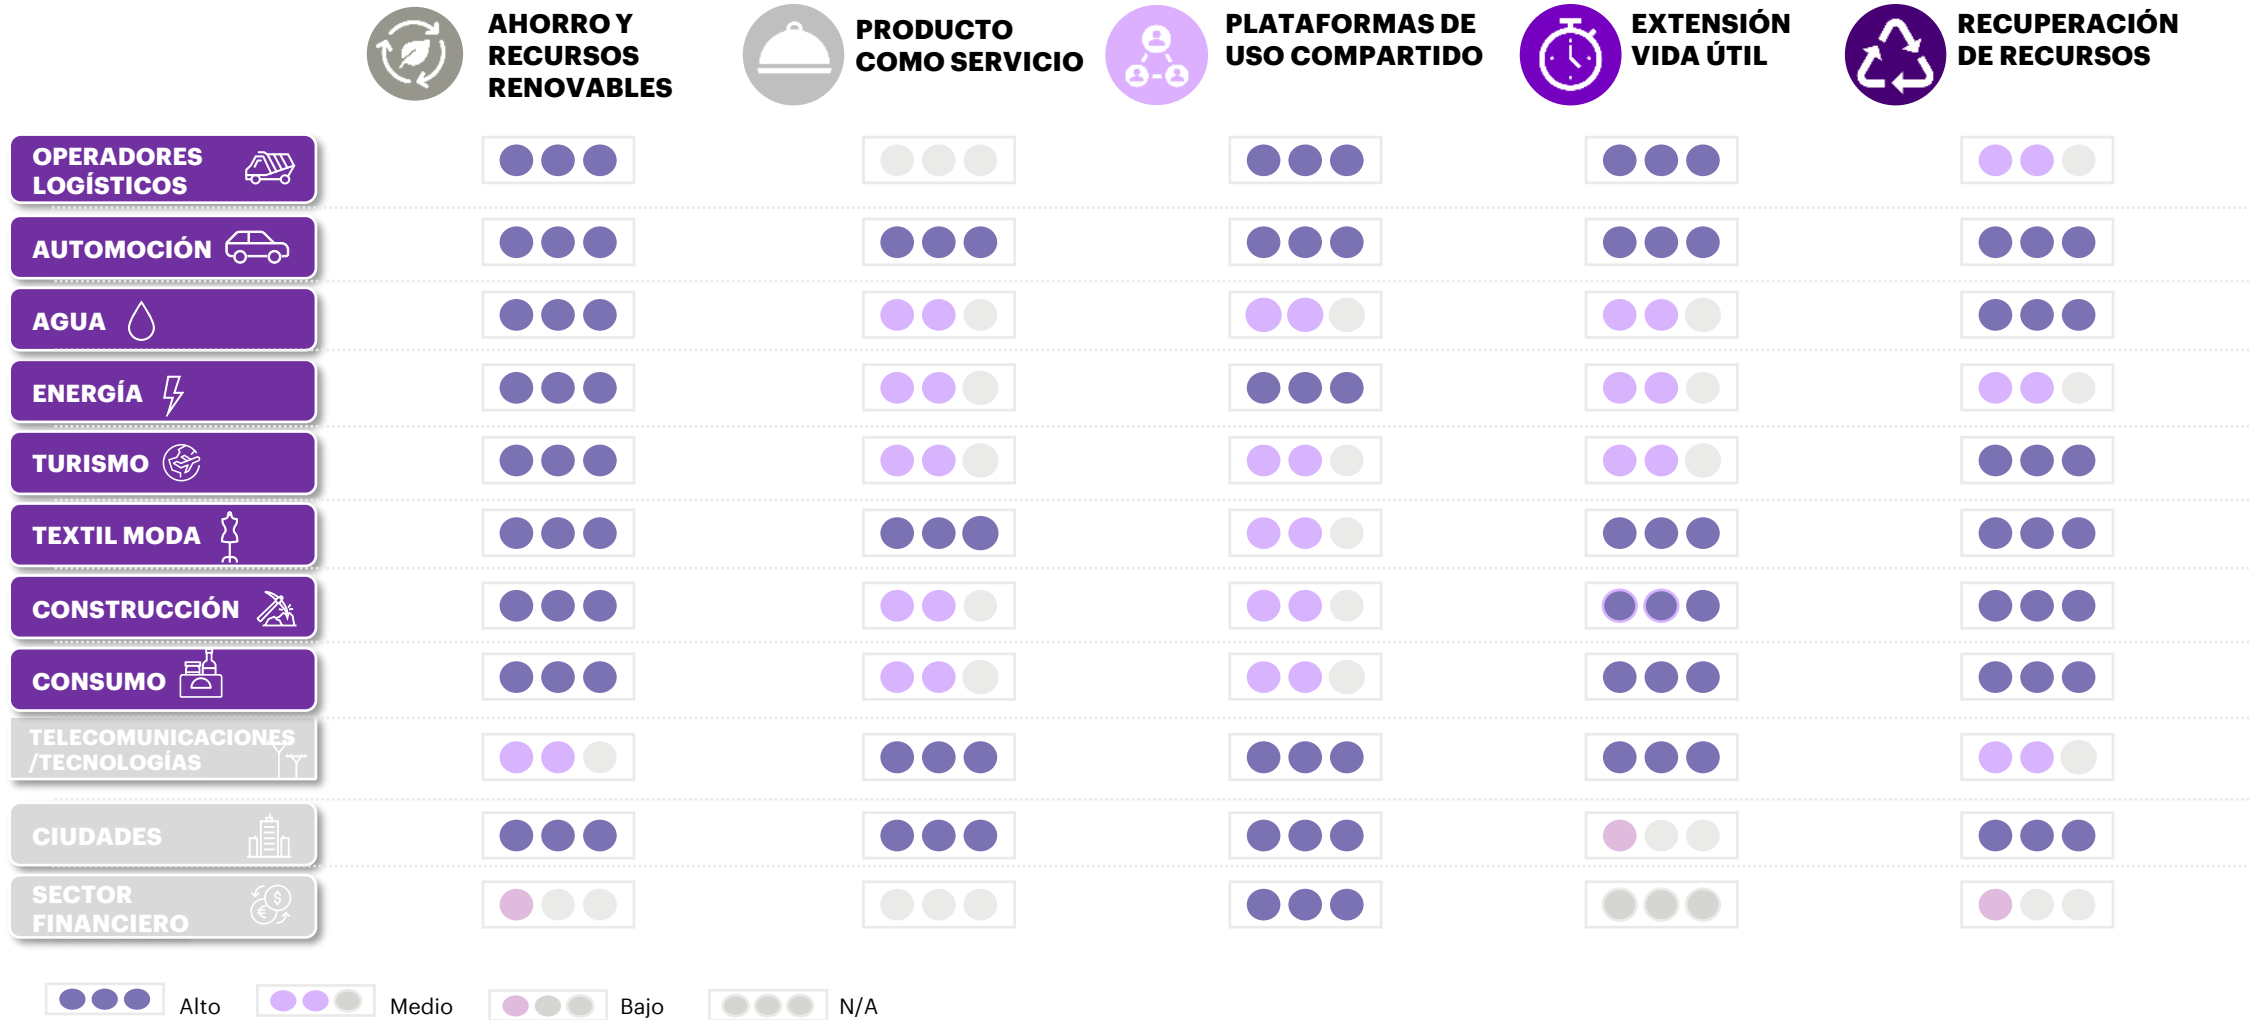 AHORRO Y
RECURSOS
RENOVABLES
PRODUCTO
COMO SERVICIO
PLATAFORMAS DE
USO COMPARTIDO
EXTENSIÓN
VIDA ÚTIL
RECUPERACIÓN
DE RECURSOS
OPERADORES
LOGÍSTICOS
AUTOMOCIÓN
AGUA
ENERGÍA
TURISMO
TEXTIL MODA
CONSTRUCCIÓN
CONSUMO
TELECOMUNICACIONES
/TECNOLOGÍAS
CIUDADES
SECTOR
FINANCIERO
$
€
Alto
Medio
Bajo
N/A